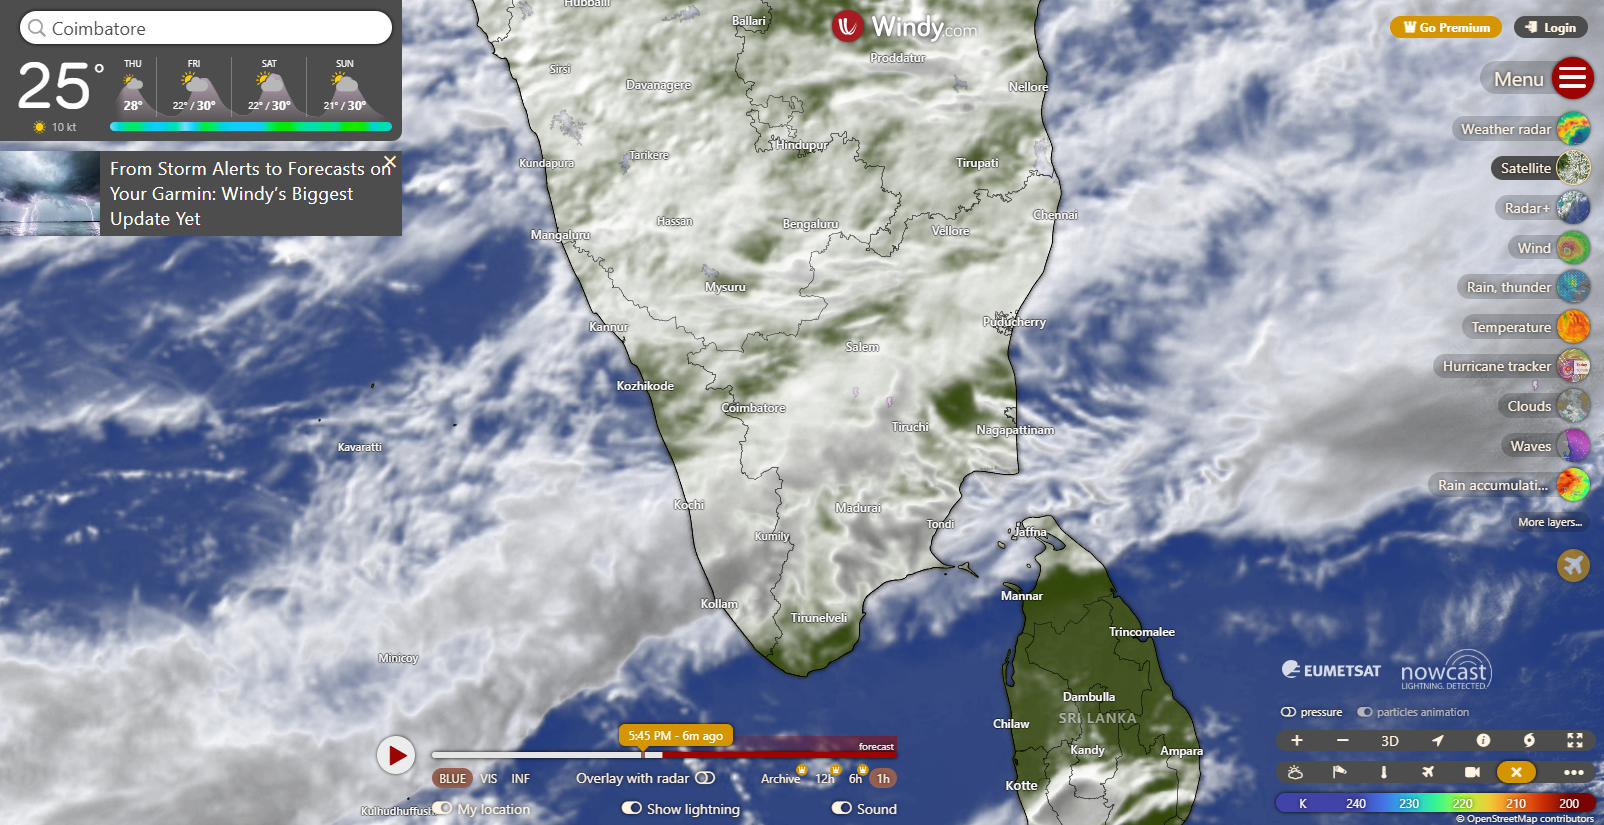 Coimbatore
25°
10 kt
THU
28°
FRI
22° / 30°
SAT
22° / 30°
SUN
21° / 30°
From Storm Alerts to Forecasts on
Your Garmin: Windy's Biggest
Update Yet
Windy.com
Go Premium
Login
Menu
Weather radar
Satellite
Radar+
Wind
Rain, thunder
Temperature
Hurricane tracker
Clouds
Waves
Rain accumulati...
More layers...
Hubballi
Ballari
Proddatur
Sirsi
Davanagere
Nellore
Hindupur
Kundapura
Tarikere
Tirupati
Hassan
Bengaluru
Chennai
Mangaluru
Vellore
Mysuru
Kannur
Puducherry
Salem
Kozhikode
Coimbatore
Tiruchi
Nagapattinam
Kavaratti
Kochi
Madurai
Tondi
Jaffna
Kumily
Mannar
Kollam
Tirunelveli
Trincomalee
Minicoy
Dambulla
SRI LANKA
Chilaw
Kandy
Ampara
Kotte
Kulhudhuffush
5:45 PM - 6m ago
forecast
BLUE
VIS
INF
Overlay with radar
Archive
12h
6h
1h
My location
Show lightning
Sound
EUMETSAT
nowcast
LIGHTNING. DETECTED.
pressure
particles animation
+
−
3D
K
240
230
220
210
200
© OpenStreetMap contributors